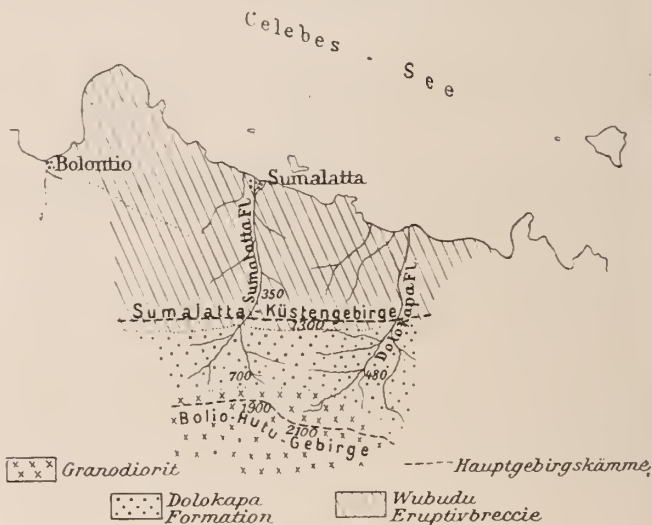 Celebes - See
Bolontio
Sumalatta
Sumalatta Fl.
350
Sumalatta-Küstengebirge
1300
Dolokapa Fl.
700
480
1900
Bolio-Hutu-Gebirge
2100
Granodiorit
Hauptgebirgskämme
Dolokapa
Formation
Wubudu
Eruptivbreccie